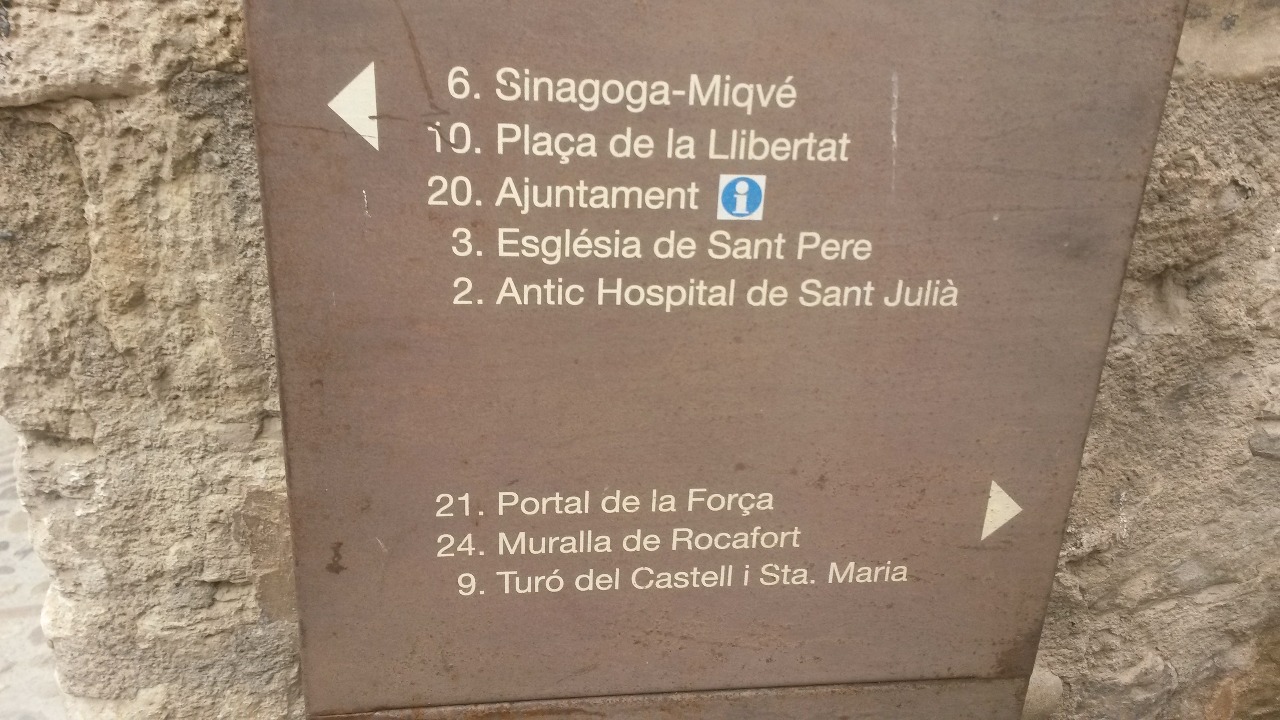 6. Sinagoga-Miqvé
10. Plaça de la Llibertat
20. Ajuntament i
3. Església de Sant Pere
2. Antic Hospital de Sant Julià
21. Portal de la Força
24. Muralla de Rocafort
9. Turó del Castell i Sta. Maria